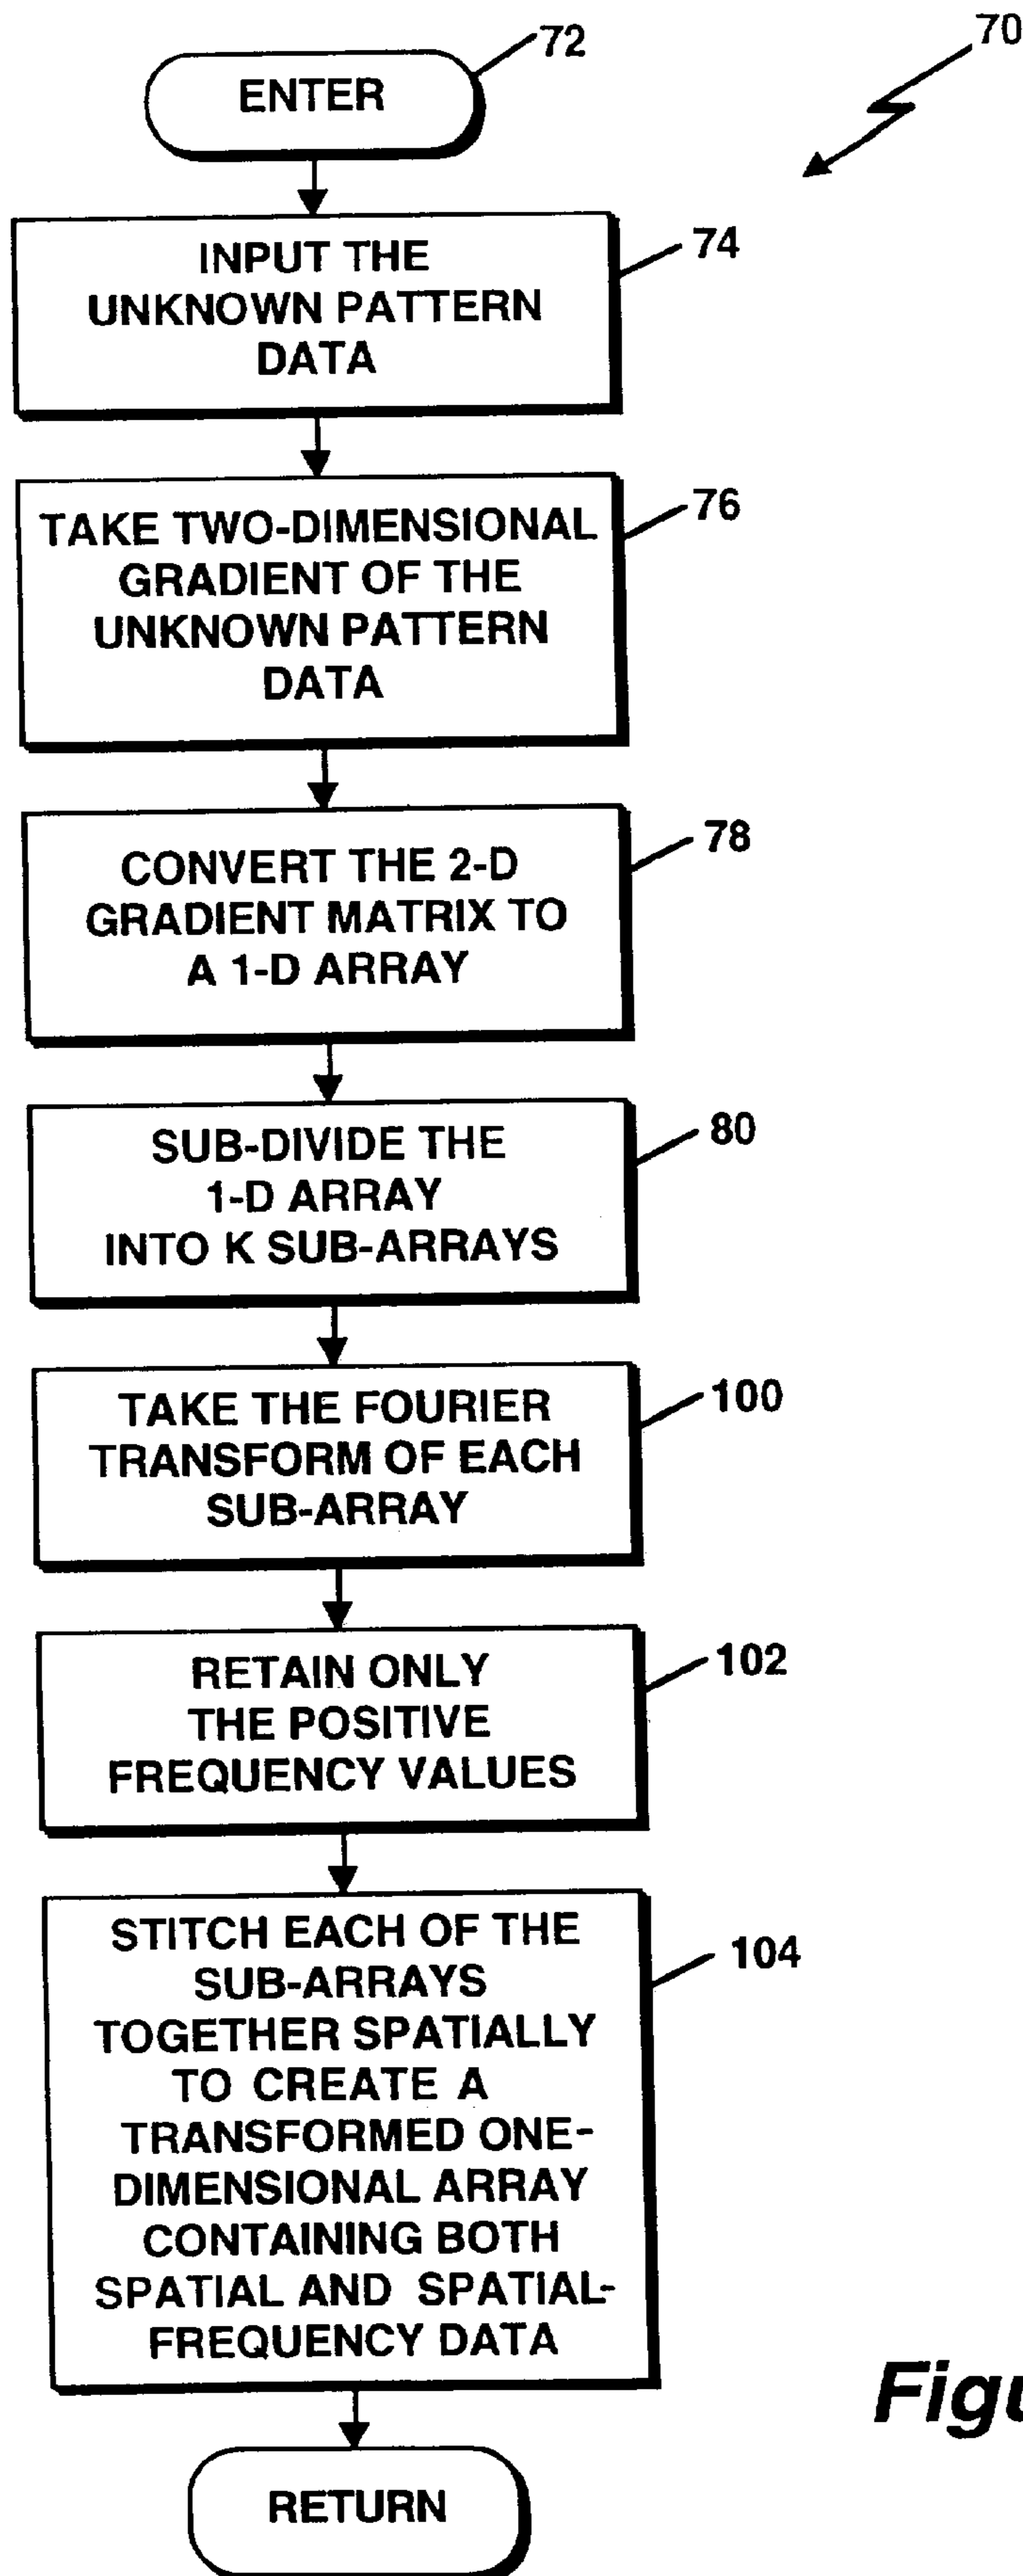 70
72
ENTER
74
INPUT THE
UNKNOWN PATTERN
DATA
76
TAKE TWO-DIMENSIONAL
GRADIENT OF THE
UNKNOWN PATTERN
DATA
78
CONVERT THE 2-D
GRADIENT MATRIX TO
A 1-D ARRAY
80
SUB-DIVIDE THE
1-D ARRAY
INTO K SUB-ARRAYS
100
TAKE THE FOURIER
TRANSFORM OF EACH
SUB-ARRAY
102
RETAIN ONLY
THE POSITIVE
FREQUENCY VALUES
104
STITCH EACH OF THE
SUB-ARRAYS
TOGETHER SPATIALLY
TO CREATE A
TRANSFORMED ONE-
DIMENSIONAL ARRAY
CONTAINING BOTH
SPATIAL AND SPATIAL-
FREQUENCY DATA
RETURN